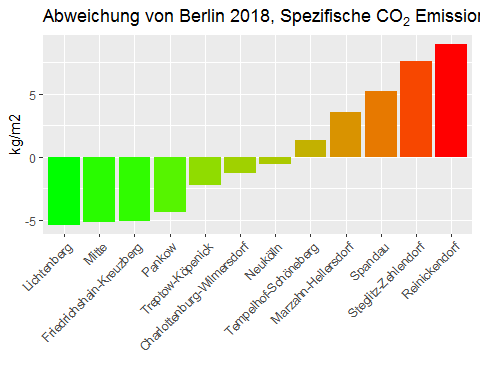 Abweichung von Berlin 2018, Spezifische CO₂ Emission
kg/m2
5
0
-5
Lichtenberg
Mitte
Friedrichshain-Kreuzberg
Pankow
Treptow-Köpenick
Charlottenburg-Wilmersdorf
Neukölln
Tempelhof-Schöneberg
Marzahn-Hellersdorf
Spandau
Steglitz-Zehlendorf
Reinickendorf